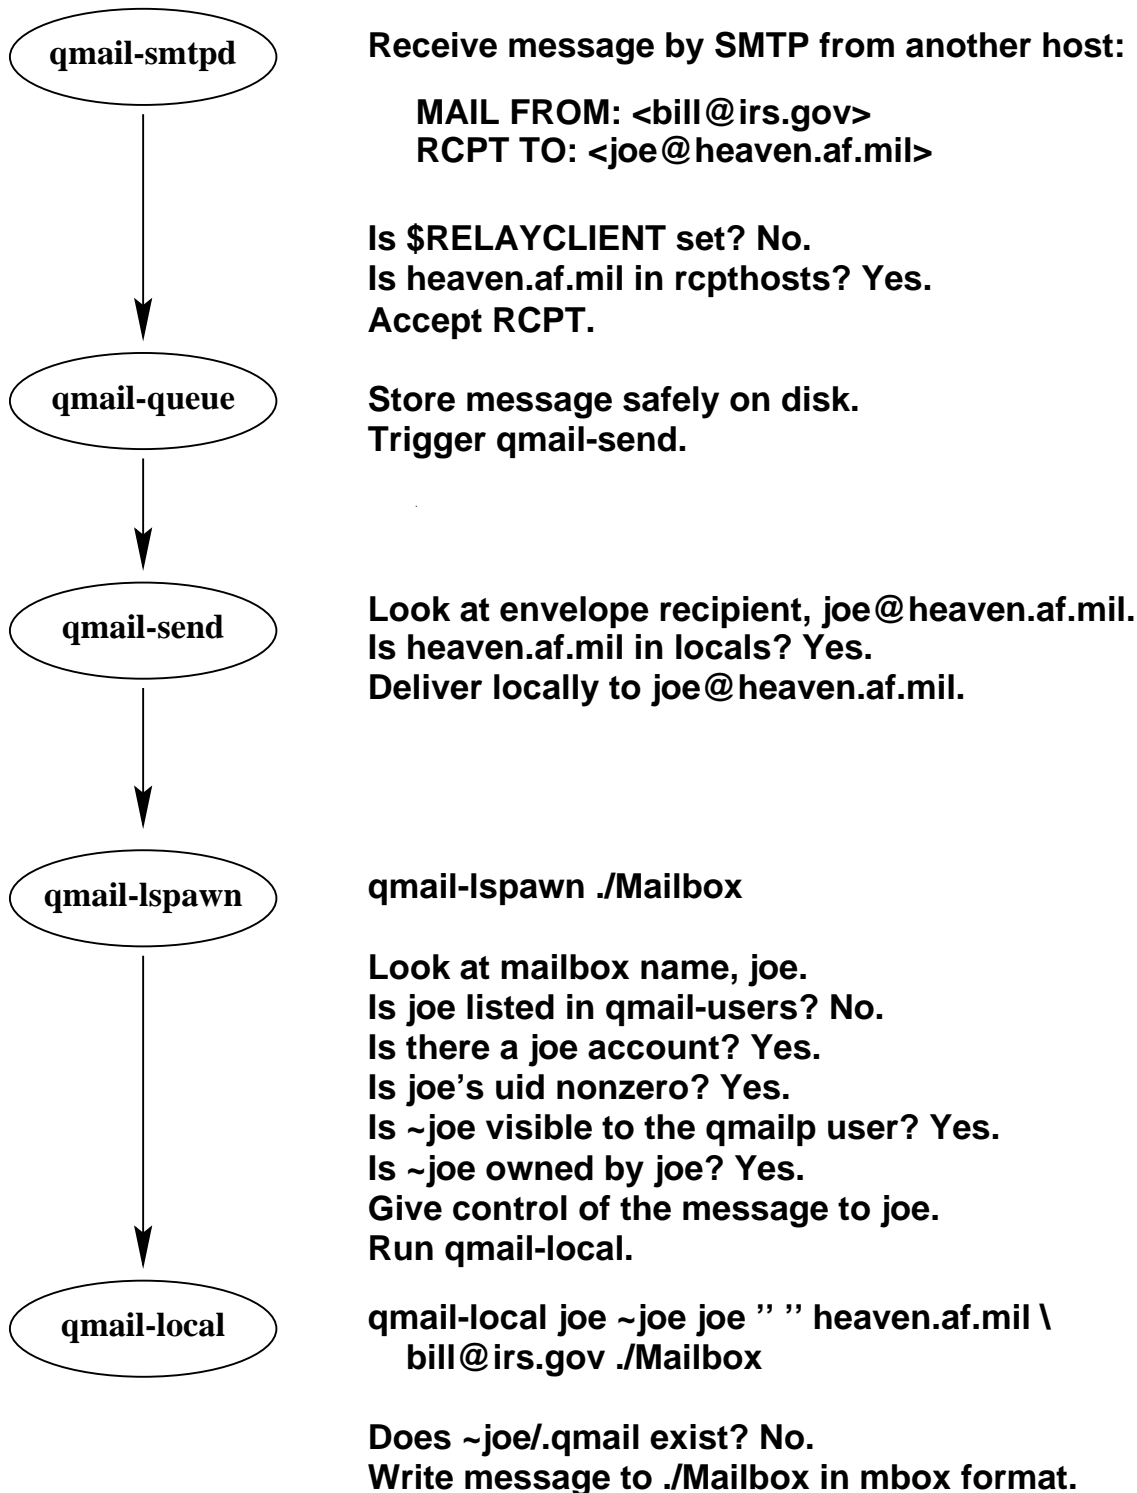 qmail-smtpd
Receive message by SMTP from another host:
MAIL FROM: <bill@irs.gov>
RCPT TO: <joe@heaven.af.mil>
Is $RELAYCLIENT set? No.
Is heaven.af.mil in rcpthosts? Yes.
Accept RCPT.
qmail-queue
Store message safely on disk.
Trigger qmail-send.
qmail-send
Look at envelope recipient, joe@heaven.af.mil.
Is heaven.af.mil in locals? Yes.
Deliver locally to joe@heaven.af.mil.
qmail-lspawn
qmail-lspawn ./Mailbox
Look at mailbox name, joe.
Is joe listed in qmail-users? No.
Is there a joe account? Yes.
Is joe’s uid nonzero? Yes.
Is ~joe visible to the qmailp user? Yes.
Is ~joe owned by joe? Yes.
Give control of the message to joe.
Run qmail-local.
qmail-local
qmail-local joe ~joe joe ’’ ’’ heaven.af.mil \
bill@irs.gov ./Mailbox
Does ~joe/.qmail exist? No.
Write message to ./Mailbox in mbox format.